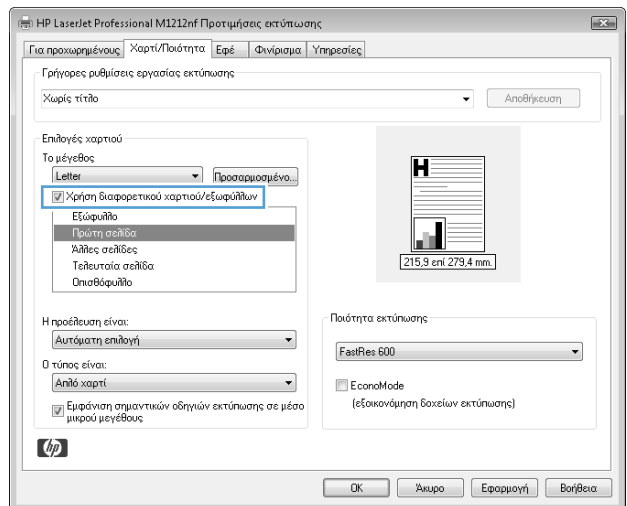 HP LaserJet Professional M1212nf Προτιμήσεις εκτύπωσης
Για προχωρημένους Χαρτί/Ποιότητα Εφέ Φινίρισμα Υπηρεσίες
Γρήγορες ρυθμίσεις εργασίας εκτύπωσης
Χωρίς τίτλο Αποθήκευση
Επιλογές χαρτιού
Το μέγεθος
Letter Προσαρμοσμένο...
Χρήση διαφορετικού χαρτιού/εξωφύλλων
Εξώφυλλο
Πρώτη σελίδα
Άλλες σελίδες
Τελευταία σελίδα
Οπισθόφυλλο
H
215,9 επί 279,4 mm.
Η προέλευση είναι:
Αυτόματη επιλογή
Ο τύπος είναι:
Απλό χαρτί
Εμφάνιση σημαντικών οδηγιών εκτύπωσης σε μέσο
μικρού μεγέθους
Ποιότητα εκτύπωσης
FastRes 600
EconoMode
(εξοικονόμηση δοχείων εκτύπωσης)
hp
OK Άκυρο Εφαρμογή Βοήθεια